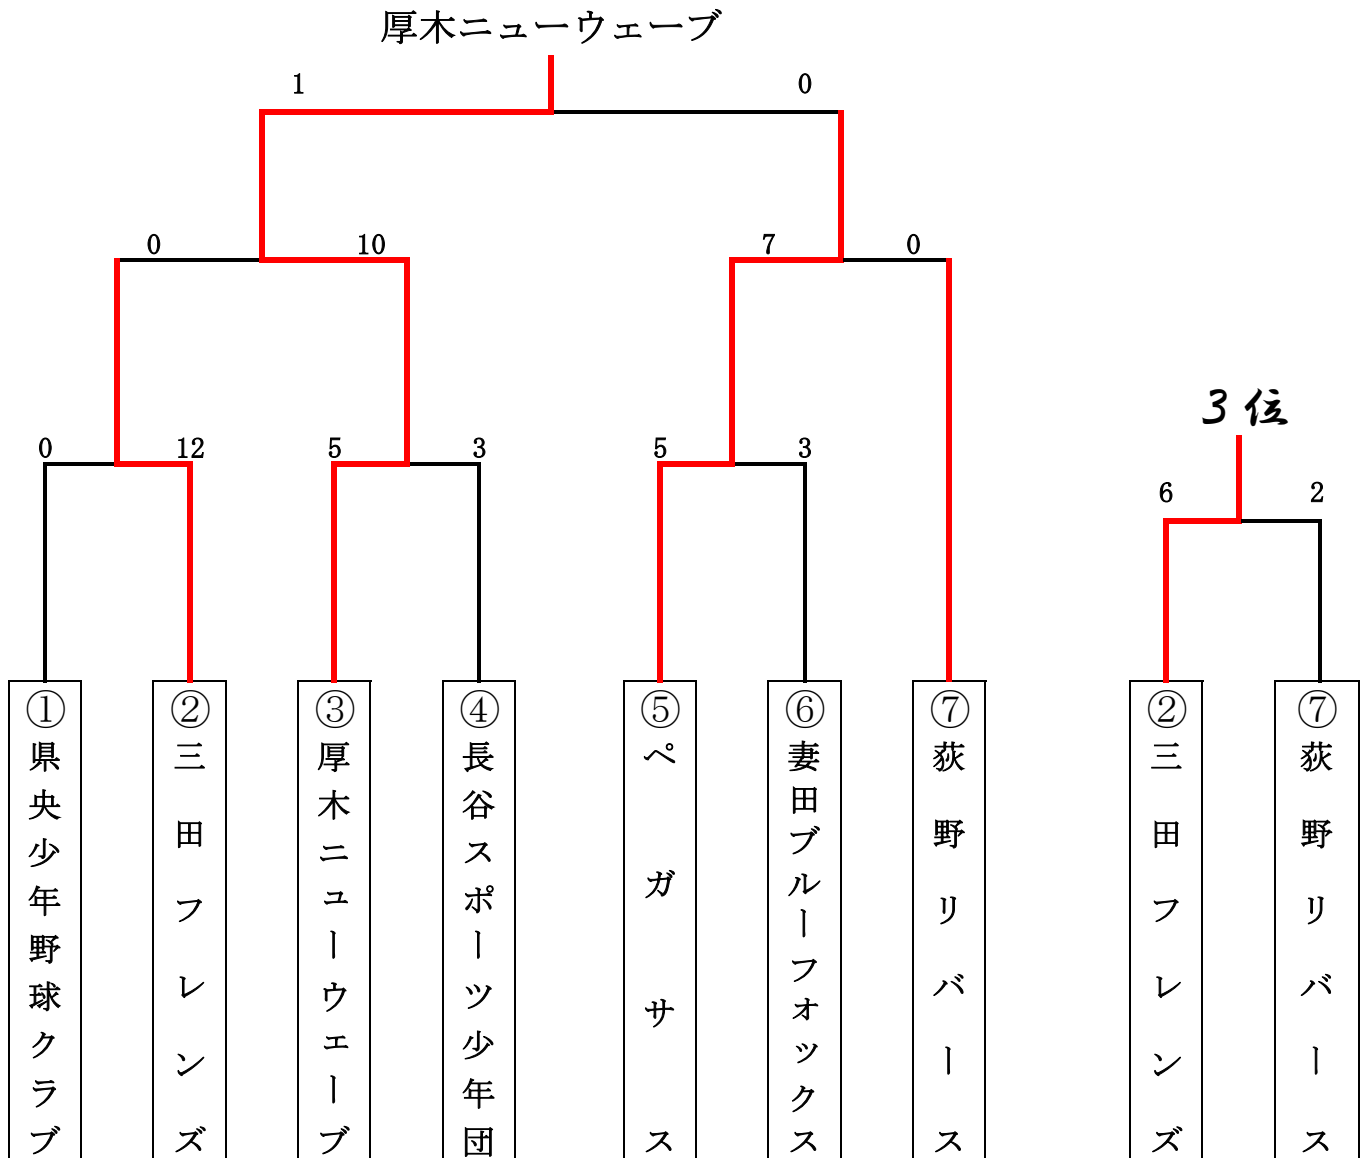 厚木ニューウェーブ
1 0
0 10 7 0
3位
0 12 5 3 5 3
6 2
①県央少年野球クラブ
②三田フレンズ
③厚木ニューウェーブ
④長谷スポーツ少年団
⑤ペガサス
⑥妻田ブルーフォックス
⑦荻野リバース
②三田フレンズ
⑦荻野リバース